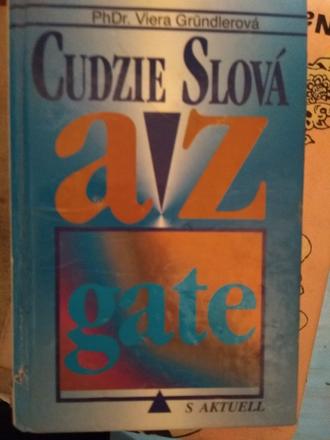 PhDr. Viera Gründlerová
CUDZIE SLOVÁ
a z
gate
S AKTUELL